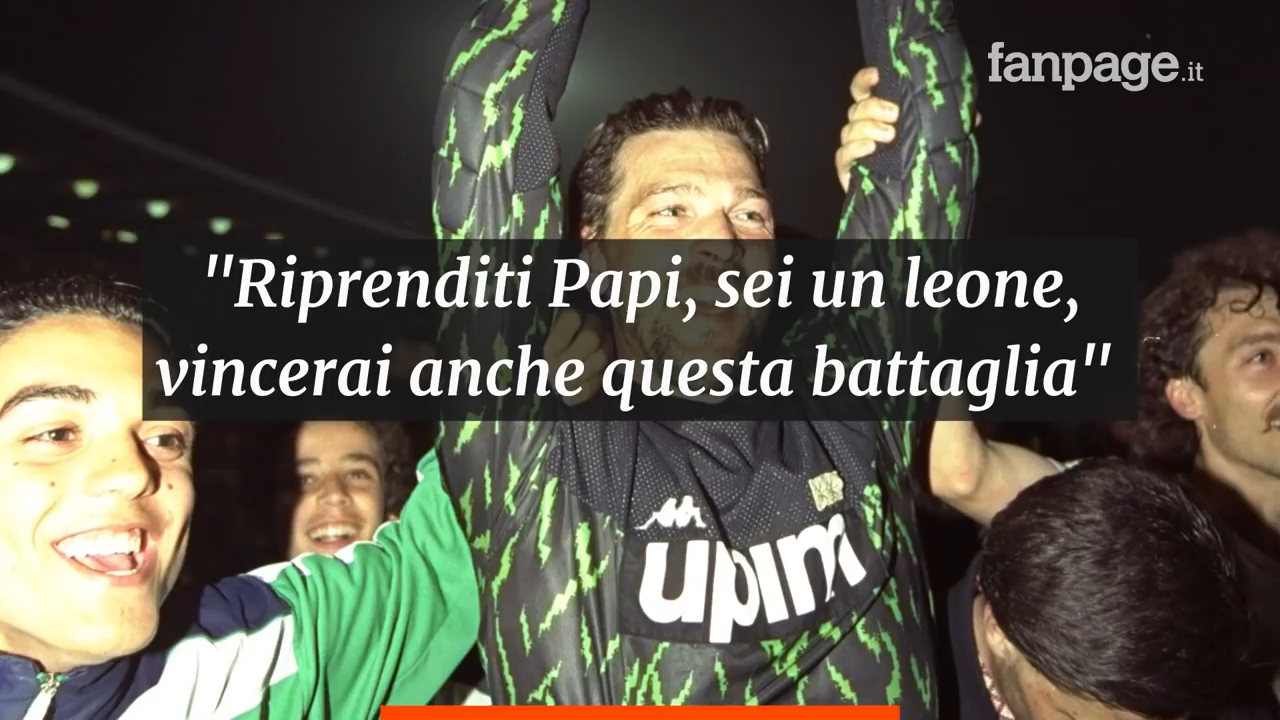 fanpage.it
"Riprenditi Papi, sei un leone,
vincerai anche questa battaglia"
upim